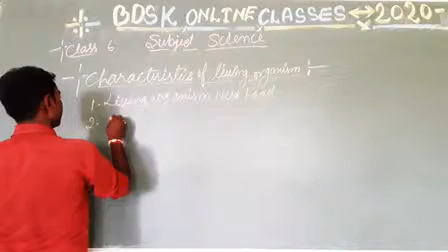 BDSK ONLINE CLASSES ↔ 2020-
Class 6 Subject Science
Characteristics of living organism
1. Living organism Need Food
2.